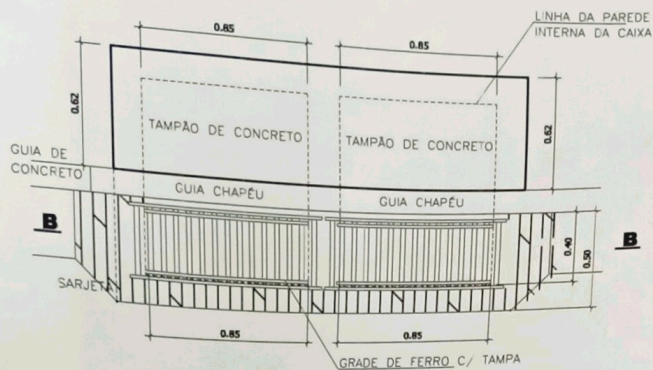 0.85
0.85
LINHA DA PAREDE
INTERNA DA CAIXA
0.62
TAMPÃO DE CONCRETO
TAMPÃO DE CONCRETO
0.62
GUIA DE
CONCRETO
GUIA CHAPÉU
GUIA CHAPÉU
B
B
0.40
0.50
SARJETA
0.85
0.85
GRADE DE FERRO C/ TAMPA